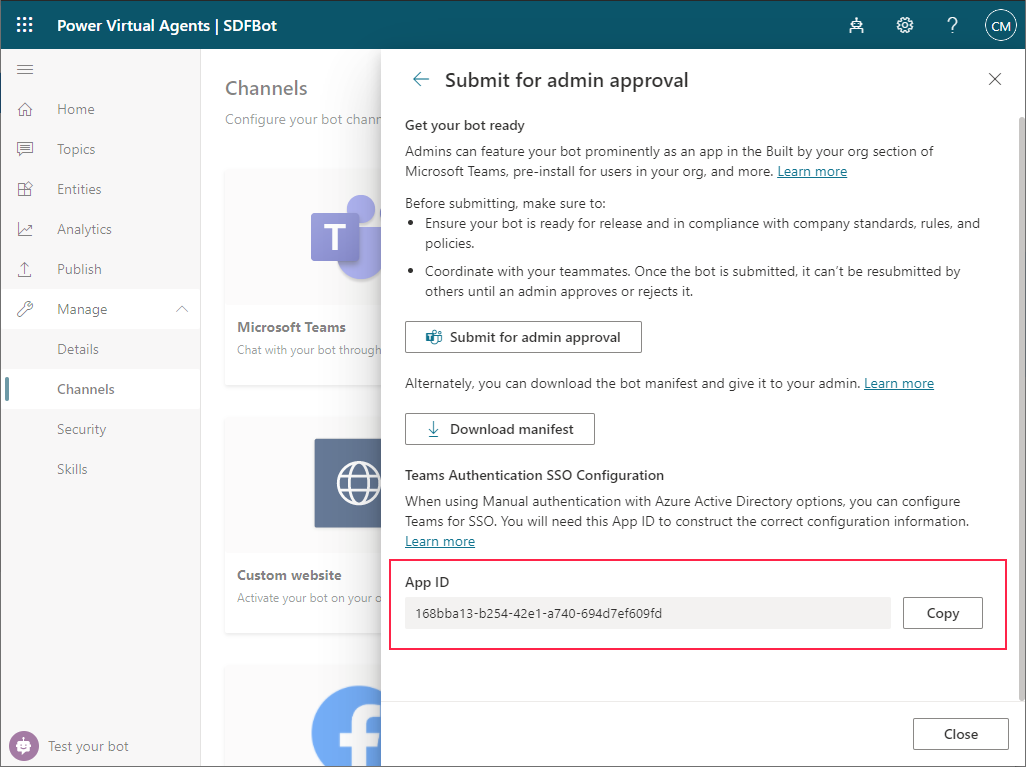 Power Virtual Agents | SDFBot
?
CM
Home
Topics
Entities
Analytics
Publish
Manage
Details
Channels
Security
Skills
Test your bot
Channels
Configure your bot chann
T
Microsoft Teams
Chat with your bot through
Custom website
Activate your bot on your o
Submit for admin approval
Get your bot ready
Admins can feature your bot prominently as an app in the Built by your org section of
Microsoft Teams, pre-install for users in your org, and more. Learn more
Before submitting, make sure to:
• Ensure your bot is ready for release and in compliance with company standards, rules, and
policies.
• Coordinate with your teammates. Once the bot is submitted, it can't be resubmitted by
others until an admin approves or rejects it.
Submit for admin approval
Alternately, you can download the bot manifest and give it to your admin. Learn more
Download manifest
Teams Authentication SSO Configuration
When using Manual authentication with Azure Active Directory options, you can configure
Teams for SSO. You will need this App ID to construct the correct configuration information.
Learn more
App ID
168bba13-b254-42e1-a740-694d7ef609fd
Copy
Close